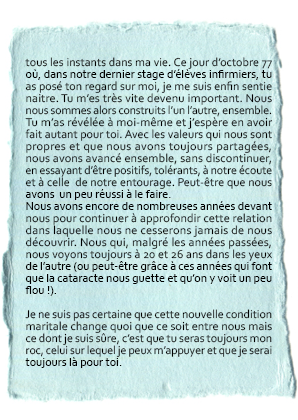 tous les instants dans ma vie. Ce jour d'octobre 77
où, dans notre dernier stage d'éléves infirmiers, tu
as posé ton regard sur moi, je me suis enfin sentie
naitre. Tu m'es très vite devenu important. Nous
nous sommes alors construits l'un l'autre, ensemble.
Tu m'as révélée à moi-même et j'espère en avoir
fait autant pour toi. Avec les valeurs qui nous sont
propres et que nous avons toujours partagées,
nous avons avancé ensemble, sans discontinuer,
en essayant d'être positifs, tolérants, à notre écoute
et à celle de notre entourage. Peut-être que nous
avons un peu réussi à le faire.
Nous avons encore de nombreuses années devant
nous pour continuer à approfondir cette relation
dans laquelle nous ne cesserons jamais de nous
découvrir. Nous qui, malgré les années passées,
nous voyons toujours à 20 et 26 ans dans les yeux
de l'autre (ou peut-être grâce à ces années qui font
que la cataracte nous guette et qu'on y voit un peu
flou !).
Je ne suis pas certaine que cette nouvelle condition
maritale change quoi que ce soit entre nous mais
ce dont je suis sûre, c'est que tu seras toujours mon
roc, celui sur lequel je peux m'appuyer et que je serai
toujours là pour toi.